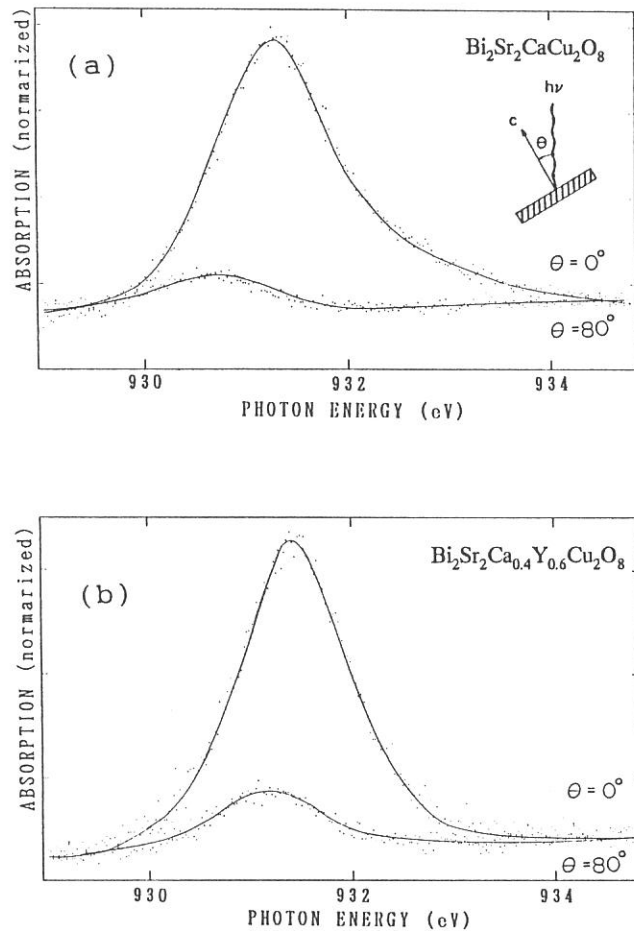 (a)
Bi₂Sr₂CaCu₂O₈
hν
c
θ
θ = 0°
θ = 80°
ABSORPTION (normarized)
930 932 934
PHOTON ENERGY (eV)
(b)
Bi₂Sr₂Ca₀.₄Y₀.₆Cu₂O₈
θ = 0°
θ = 80°
ABSORPTION (normarized)
930 932 934
PHOTON ENERGY (eV)